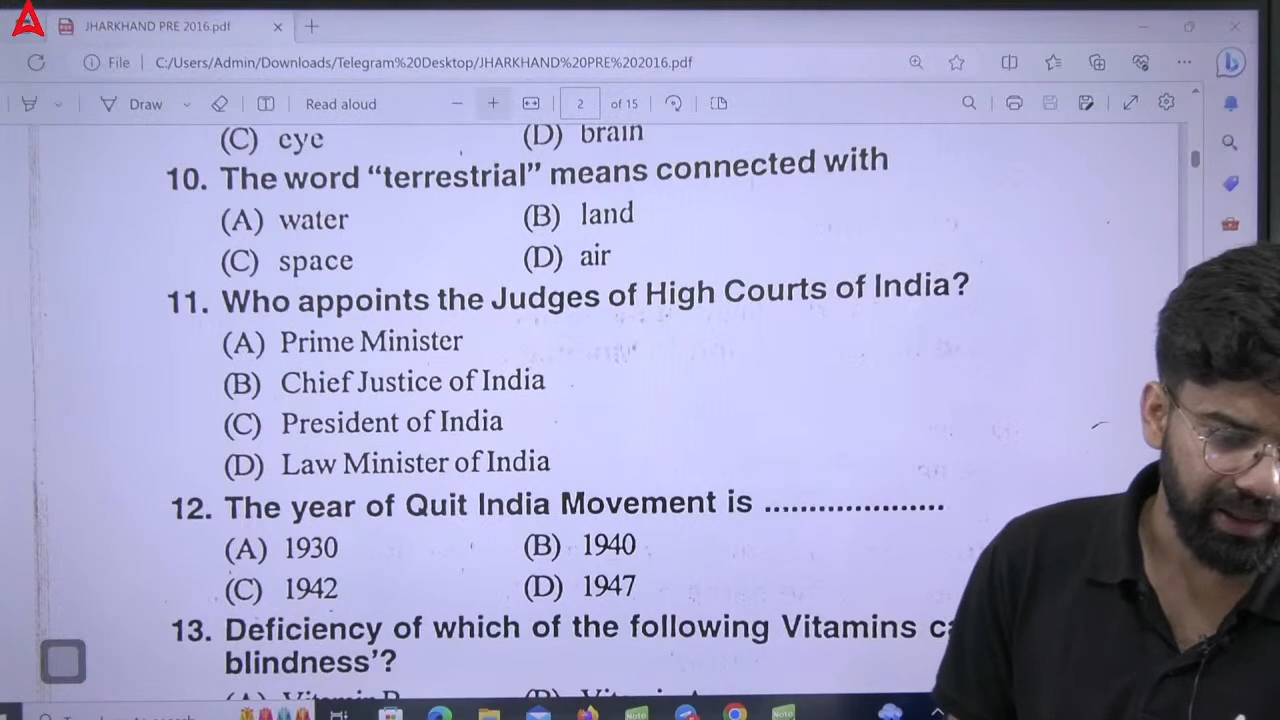 A
JHARKHAND PRE 2016.pdf
File C:/Users/Admin/Downloads/Telegram%20Desktop/JHARKHAND%20PRE%202016.pdf
Draw Read aloud 2 of 15
(C) eye (D) brain
10. The word “terrestrial” means connected with
(A) water (B) land
(C) space (D) air
11. Who appoints the Judges of High Courts of India?
(A) Prime Minister
(B) Chief Justice of India
(C) President of India
(D) Law Minister of India
12. The year of Quit India Movement is .....................
(A) 1930 (B) 1940
(C) 1942 (D) 1947
13. Deficiency of which of the following Vitamins
blindness’?
Note Note